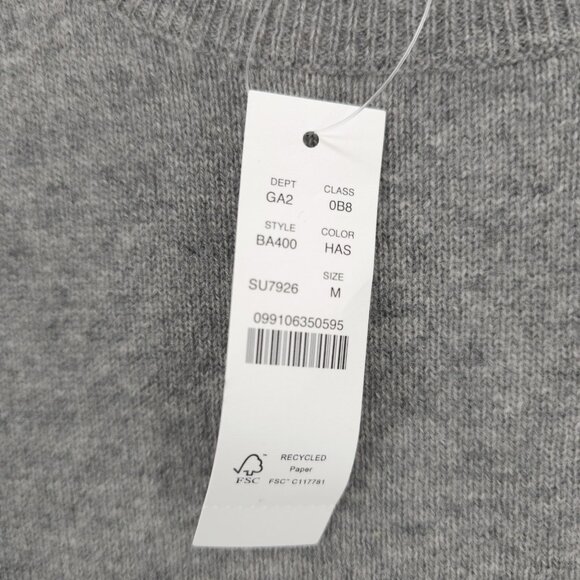 DEPT CLASS
GA2 0B8
STYLE COLOR
BA400 HAS
SIZE
SU7926 M
099106350595
RECYCLED
Paper
FSC FSC® C117781